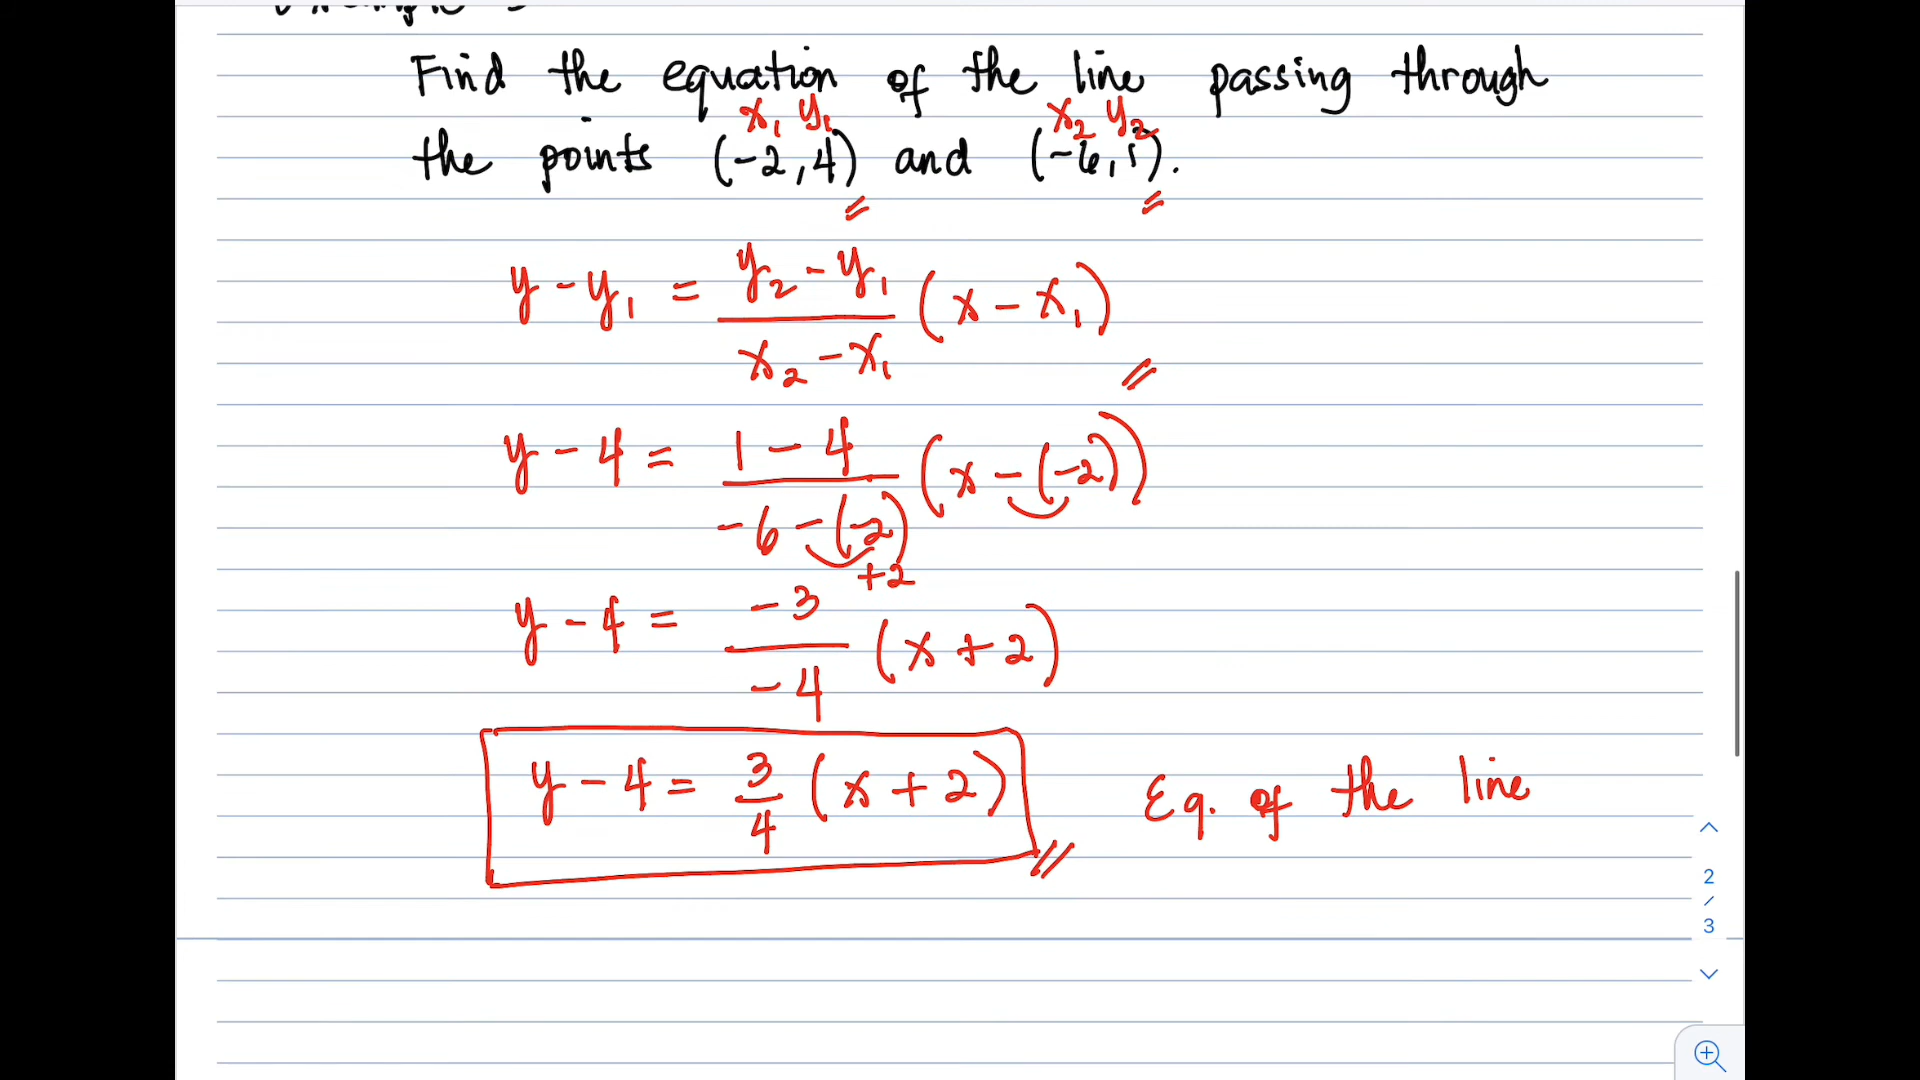 Find the equation of the line passing through
x₁ y₁ x₂ y₂
the points (-2,4) and (-6,1).
y - y₁ = y₂ - y₁ / x₂ - x₁ (x - x₁)
y - 4 = 1 - 4 / -6 - (-2) (x - (-2))
+2
y - 4 = -3 / -4 (x + 2)
y - 4 = 3/4 (x + 2) Eq. of the line
2
/
3